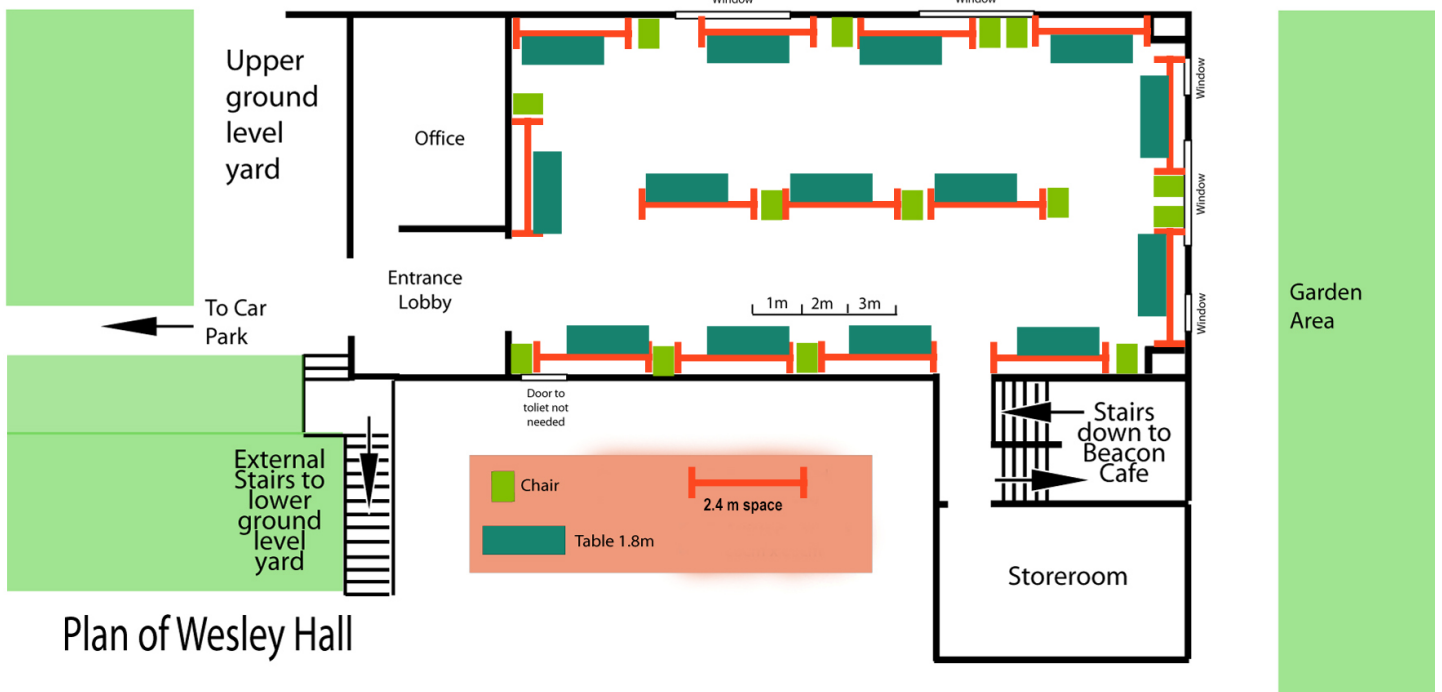 Window
Window
Upper
ground
level
yard
Office
Window
Window
Window
Entrance
Lobby
1m
2m
3m
To Car
Park
Garden
Area
Door to
toliet not
needed
Stairs
down to
Beacon
Cafe
External
Stairs to
lower
ground
level
yard
Chair
2.4 m space
Table 1.8m
Storeroom
Plan of Wesley Hall